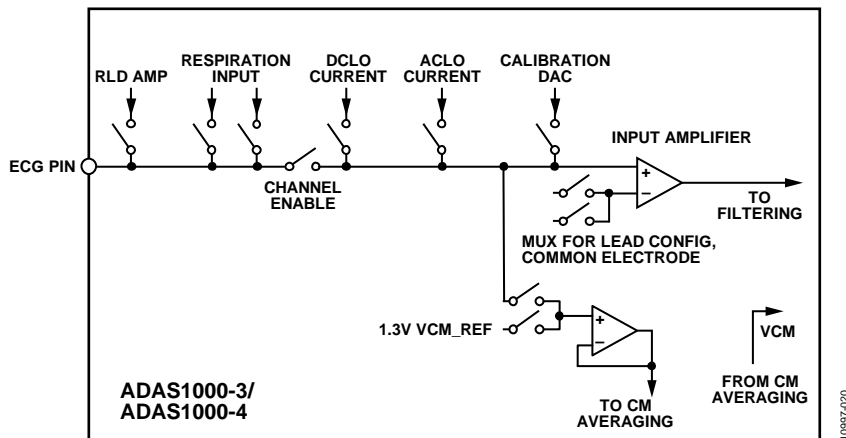 RLD AMP
RESPIRATION
INPUT
DCLO
CURRENT
ACLO
CURRENT
CALIBRATION
DAC
INPUT AMPLIFIER
ECG PIN
CHANNEL
ENABLE
+
–
TO
FILTERING
MUX FOR LEAD CONFIG,
COMMON ELECTRODE
1.3V VCM_REF
+
–
VCM
FROM CM
AVERAGING
TO CM
AVERAGING
ADAS1000-3/
ADAS1000-4
10997-020